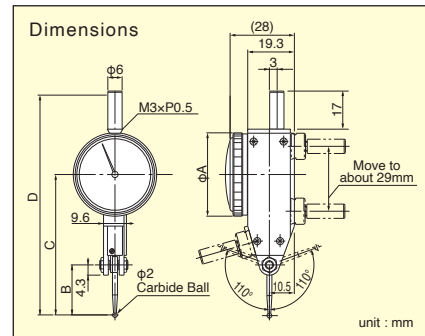 Dimensions
(28)
19.3
3
ϕ6
M3×P0.5
17
ϕA
D
C
B
Move to
about 29mm
9.6
4.3
ϕ2
Carbide Ball
110°
10.5
110°
unit : mm